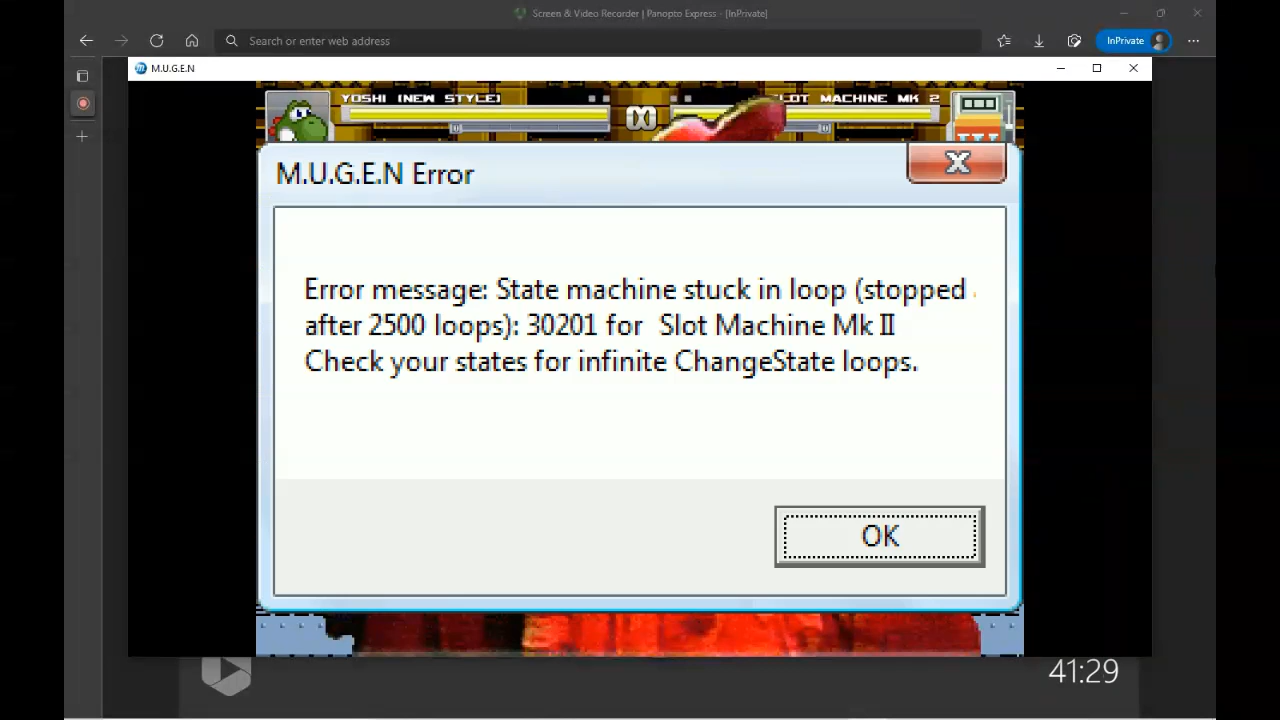 Screen & Video Recorder | Panopto Express - [InPrivate]
Search or enter web address
InPrivate
M.U.G.E.N
YOSHI [NEW STYLE]
SLOT MACHINE MK 2
M.U.G.E.N Error
X
Error message: State machine stuck in loop (stopped
after 2500 loops): 30201 for Slot Machine Mk II
Check your states for infinite ChangeState loops.
OK
41:29